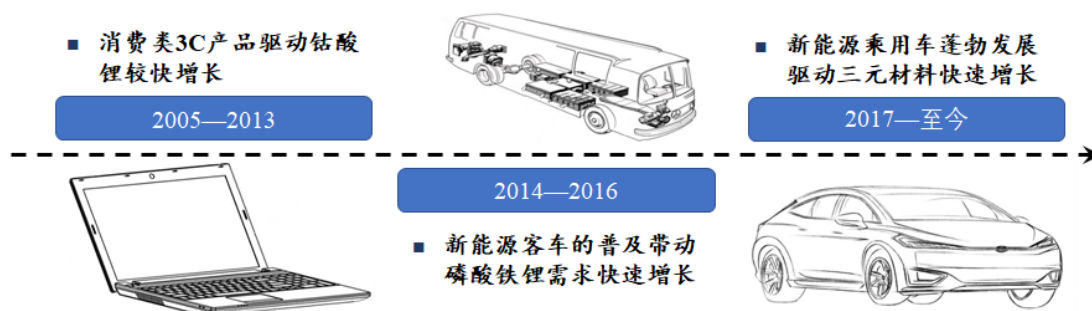 ■ 消费类3C产品驱动钴酸
锂较快增长
2005—2013
2014—2016
■ 新能源客车的普及带动
磷酸铁锂需求快速增长
■ 新能源乘用车蓬勃发展
驱动三元材料快速增长
2017—至今